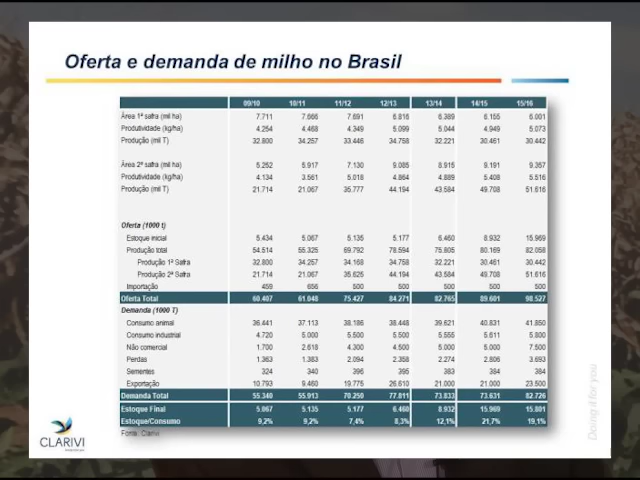 Oferta e demanda de milho no Brasil
09/10 10/11 11/12 12/13 13/14 14/15 15/16
Área 1ª safra (mil ha) 7.711 7.666 7.691 6.816 6.389 6.155 6.001
Produtividade (kg/ha) 4.254 4.468 4.349 5.099 5.044 4.949 5.073
Produção (mil T) 32.800 34.257 33.446 34.758 32.221 30.461 30.442
Área 2ª safra (mil ha) 5.252 5.917 7.130 9.085 8.915 9.191 9.357
Produtividade (kg/ha) 4.134 3.561 5.018 4.864 4.889 5.408 5.516
Produção (mil T) 21.714 21.067 35.777 44.194 43.584 49.708 51.616
Oferta (1000 t)
Estoque inicial 5.434 5.067 5.135 5.177 6.460 8.932 15.969
Produção total 54.514 55.325 69.792 78.594 75.805 80.169 82.058
Produção 1ª Safra 32.800 34.257 34.168 34.758 32.221 30.461 30.442
Produção 2ª Safra 21.714 21.067 35.625 44.194 43.584 49.708 51.616
Importação 459 656 500 500 500 500 500
Oferta Total 60.407 61.048 75.427 84.271 82.765 89.601 98.527
Demanda (1000 T)
Consumo animal 36.441 37.113 38.186 38.448 39.621 40.831 41.850
Consumo industrial 4.720 5.000 5.500 5.500 5.555 5.611 5.800
Não comercial 1.700 2.618 4.300 4.500 5.000 5.000 7.500
Perdas 1.363 1.383 2.094 2.358 2.274 2.806 3.693
Sementes 324 340 396 395 383 384 384
Exportação 10.793 9.460 19.775 26.610 21.000 21.000 23.500
Demanda Total 55.340 55.913 70.250 77.811 73.833 73.631 82.726
Estoque Final 5.067 5.135 5.177 6.460 8.932 15.969 15.801
Estoque/Consumo 9,2% 9,2% 7,4% 8,3% 12,1% 21,7% 19,1%
Fonte: Clarivi
CLARIVI
Doing it for you